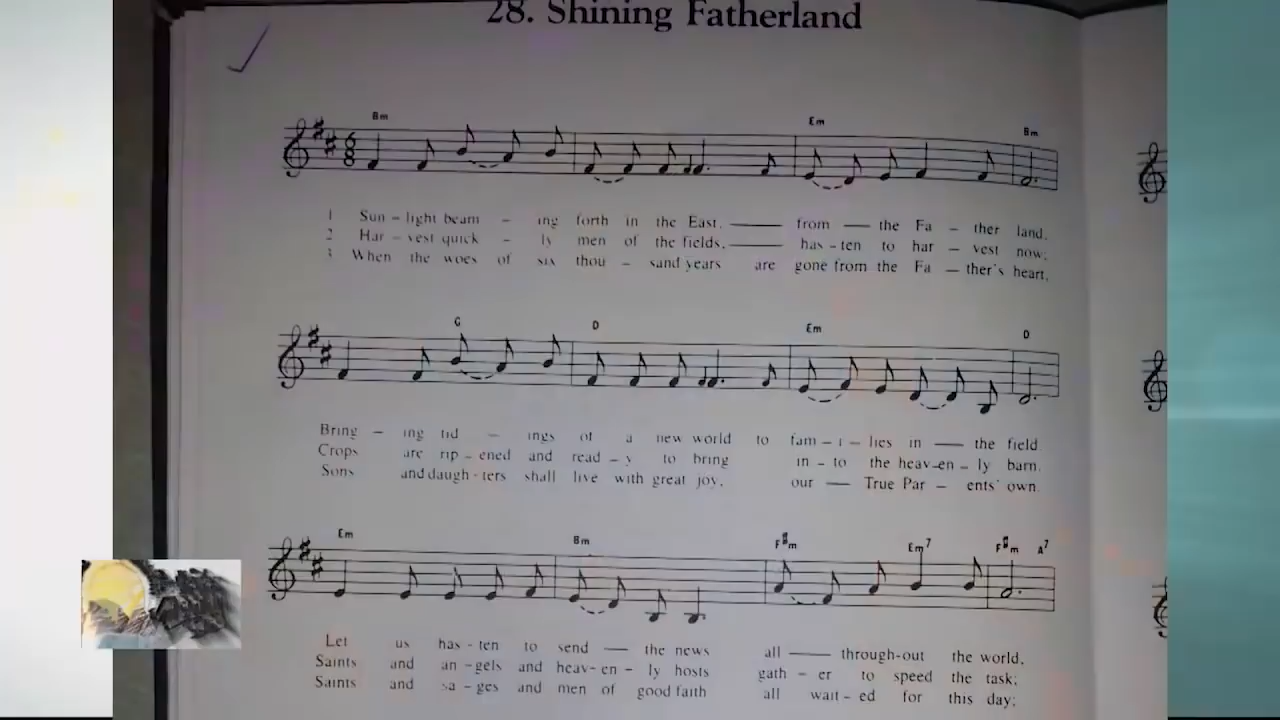 28. Shining Fatherland
Bm Em Bm
6
8
1 Sun – light beam – ing forth in the East, —— from — the Fa – ther land,
2 Har – vest quick – ly men of the fields, —— has – ten to har – vest now;
3 When the woes of six thou – sand years are gone from the Fa – ther's heart,
G D Em D
Bring – ing tid – ings of a new world to fam – i – lies in — the field.
Crops are rip – ened and read – y to bring in – to the heav–en – ly barn.
Sons and daugh – ters shall live with great joy, our — True Par – ents' own.
Em Bm F#m Em7 F#m A7
Let us has – ten to send — the news all —— through-out the world,
Saints and an – gels and heav– en – ly hosts gath – er to speed the task;
Saints and sa – ges and men of good faith all wait – ed for this day;